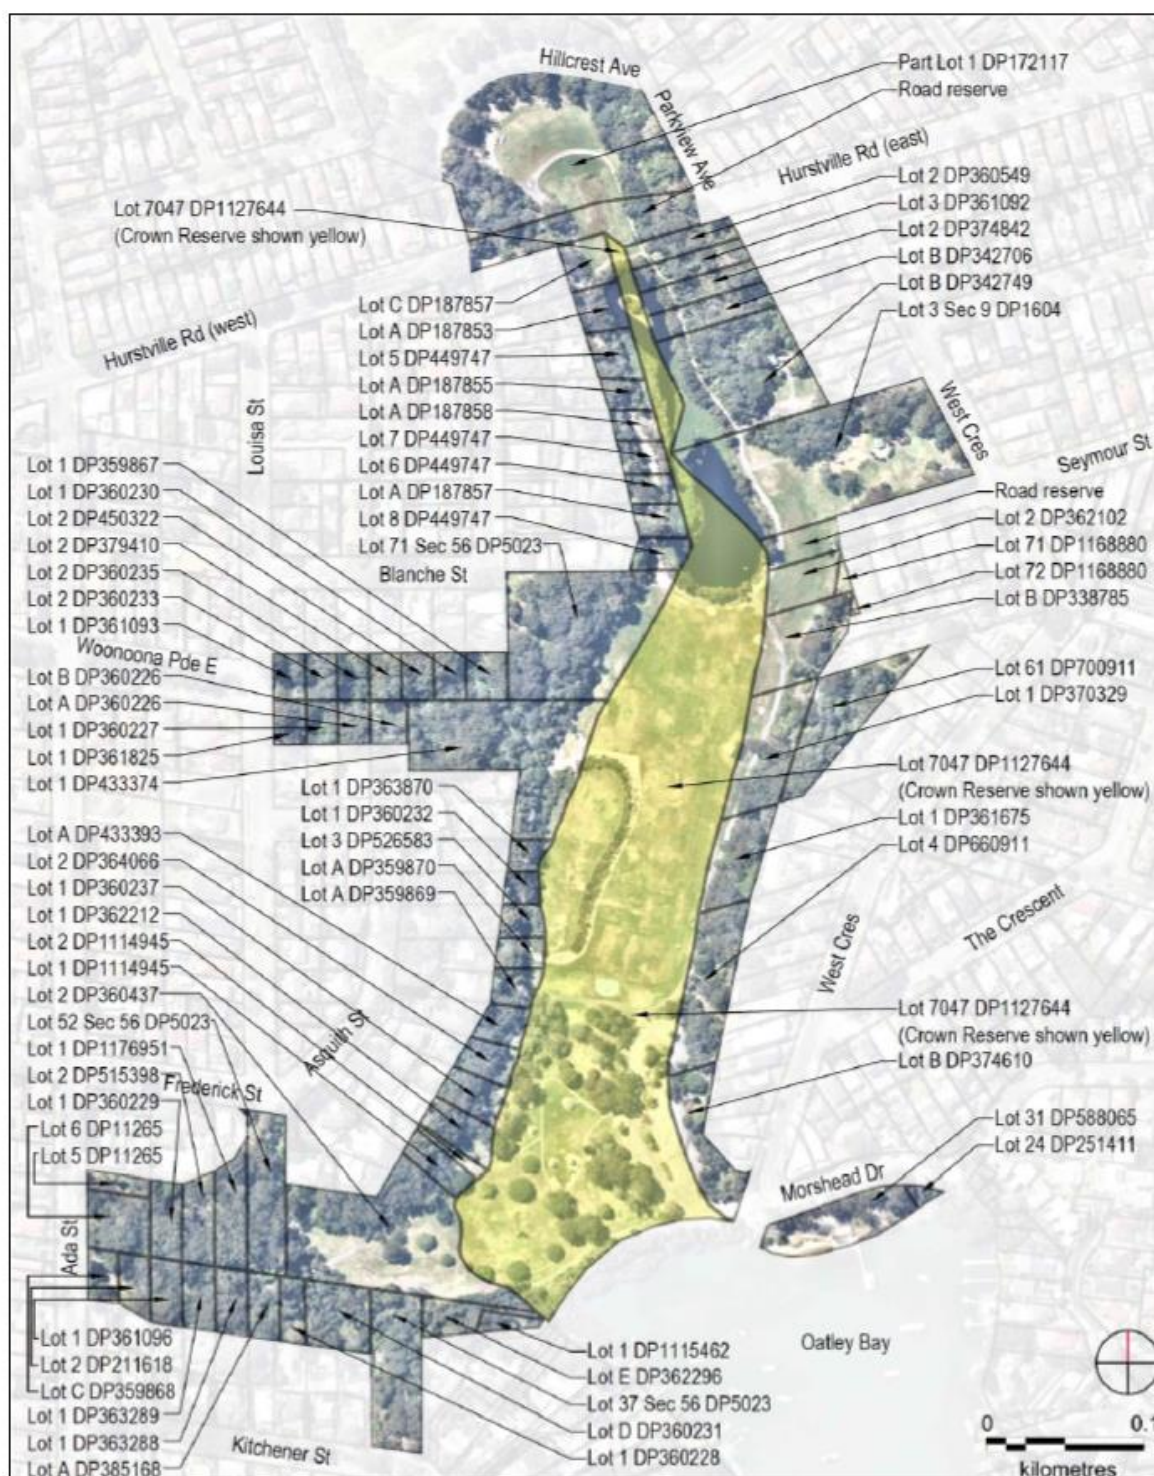 Hillcrest Ave
Part Lot 1 DP172117
Road reserve
Parkview Ave
Hurstville Rd (east)
Lot 2 DP360549
Lot 3 DP361092
Lot 2 DP374842
Lot B DP342706
Lot B DP342749
Lot 3 Sec 9 DP1604
Lot 7047 DP1127644
(Crown Reserve shown yellow)
Hurstville Rd (west)
Lot C DP187857
Lot A DP187853
Lot 5 DP449747
Lot A DP187855
Lot A DP187858
Lot 7 DP449747
Lot 6 DP449747
Lot A DP187857
Lot 8 DP449747
Lot 71 Sec 56 DP5023
Blanche St
Louisa St
West Cres
Seymour St
Road reserve
Lot 2 DP362102
Lot 71 DP1168880
Lot 72 DP1168880
Lot B DP338785
Lot 61 DP700911
Lot 1 DP370329
Lot 1 DP359867
Lot 1 DP360230
Lot 2 DP450322
Lot 2 DP379410
Lot 2 DP360235
Lot 2 DP360233
Lot 1 DP361093
Woonoona Pde E
Lot B DP360226
Lot A DP360226
Lot 1 DP360227
Lot 1 DP361825
Lot 1 DP433374
Lot 7047 DP1127644
(Crown Reserve shown yellow)
Lot 1 DP361675
Lot 4 DP660911
Lot 1 DP363870
Lot 1 DP360232
Lot 3 DP526583
Lot A DP359870
Lot A DP359869
Lot A DP433393
Lot 2 DP364066
Lot 1 DP360237
Lot 1 DP362212
Lot 2 DP1114945
Lot 1 DP1114945
Lot 2 DP360437
Lot 52 Sec 56 DP5023
Lot 1 DP1176951
Lot 2 DP515398
Lot 1 DP360229
Lot 6 DP11265
Lot 5 DP11265
Asquith St
Frederick St
Ada St
West Cres
The Crescent
Lot 7047 DP1127644
(Crown Reserve shown yellow)
Lot B DP374610
Lot 31 DP588065
Lot 24 DP251411
Morshead Dr
Oatley Bay
Lot 1 DP361096
Lot 2 DP211618
Lot C DP359868
Lot 1 DP363289
Lot 1 DP363288
Lot A DP385168
Kitchener St
Lot 1 DP1115462
Lot E DP362296
Lot 37 Sec 56 DP5023
Lot D DP360231
Lot 1 DP360228
0 0.1
kilometres